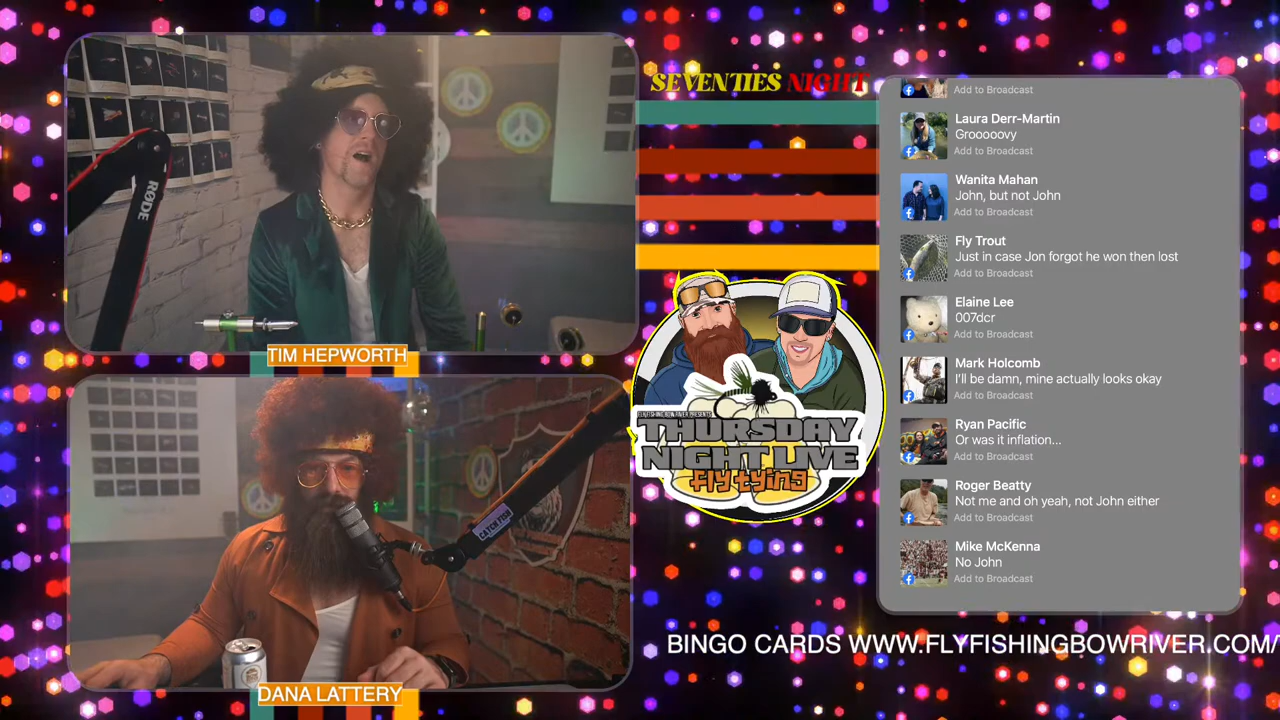 SEVENTIES NIGHT
RØDE
TIM HEPWORTH
CATCH FISH
DANA LATTERY
FLYFISHINGBOWRIVER PRESENTS
THURSDAY
NIGHT LIVE
fly tying
Add to Broadcast
Laura Derr-Martin
Grooooovy
Add to Broadcast
Wanita Mahan
John, but not John
Add to Broadcast
Fly Trout
Just in case Jon forgot he won then lost
Add to Broadcast
Elaine Lee
007dcr
Add to Broadcast
Mark Holcomb
I'll be damn, mine actually looks okay
Add to Broadcast
Ryan Pacific
Or was it inflation...
Add to Broadcast
Roger Beatty
Not me and oh yeah, not John either
Add to Broadcast
Mike McKenna
No John
Add to Broadcast
BINGO CARDS WWW.FLYFISHINGBOWRIVER.COM/